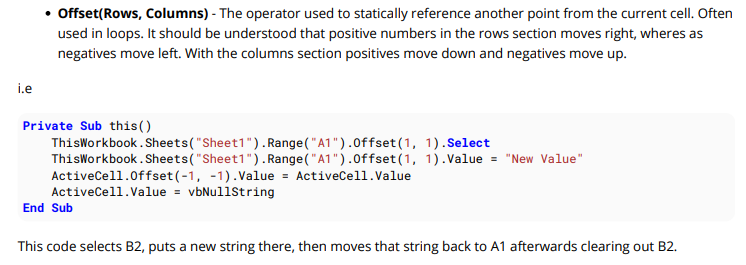 • Offset(Rows, Columns) - The operator used to statically reference another point from the current cell. Often
used in loops. It should be understood that positive numbers in the rows section moves right, wheres as
negatives move left. With the columns section positives move down and negatives move up.
i.e
Private Sub this()
    ThisWorkbook.Sheets("Sheet1").Range("A1").Offset(1, 1).Select
    ThisWorkbook.Sheets("Sheet1").Range("A1").Offset(1, 1).Value = "New Value"
    ActiveCell.Offset(-1, -1).Value = ActiveCell.Value
    ActiveCell.Value = vbNullString
End Sub
This code selects B2, puts a new string there, then moves that string back to A1 afterwards clearing out B2.